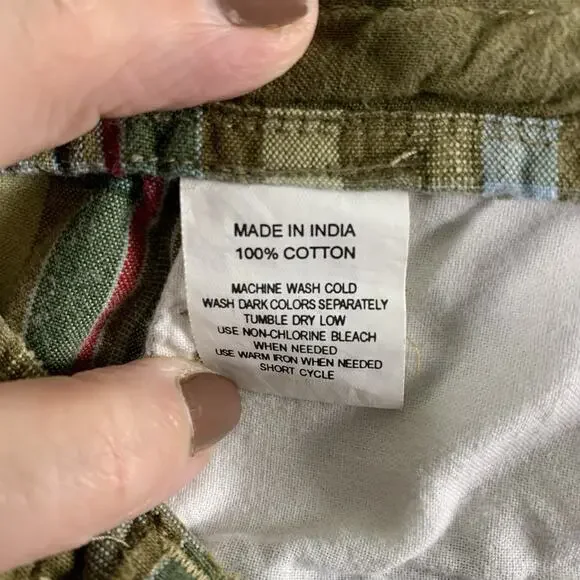 MADE IN INDIA
100% COTTON
MACHINE WASH COLD
WASH DARK COLORS SEPARATELY
TUMBLE DRY LOW
USE NON-CHLORINE BLEACH
WHEN NEEDED
USE WARM IRON WHEN NEEDED
SHORT CYCLE